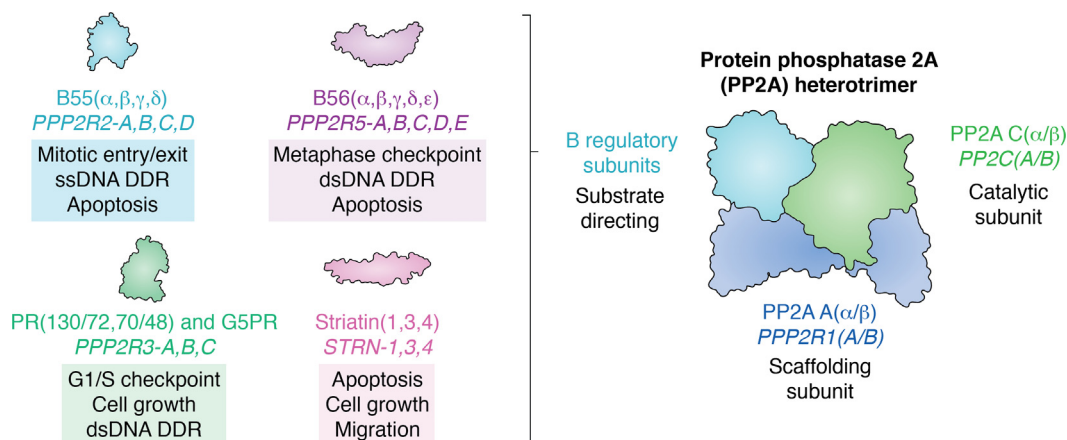 B55(α,β,γ,δ)
PPP2R2-A,B,C,D
Mitotic entry/exit
ssDNA DDR
Apoptosis
B56(α,β,γ,δ,ε)
PPP2R5-A,B,C,D,E
Metaphase checkpoint
dsDNA DDR
Apoptosis
PR(130/72,70/48) and G5PR
PPP2R3-A,B,C
G1/S checkpoint
Cell growth
dsDNA DDR
Striatin(1,3,4)
STRN-1,3,4
Apoptosis
Cell growth
Migration
Protein phosphatase 2A
(PP2A) heterotrimer
B regulatory
subunits
Substrate
directing
PP2A C(α/β)
PP2C(A/B)
Catalytic
subunit
PP2A A(α/β)
PPP2R1(A/B)
Scaffolding
subunit